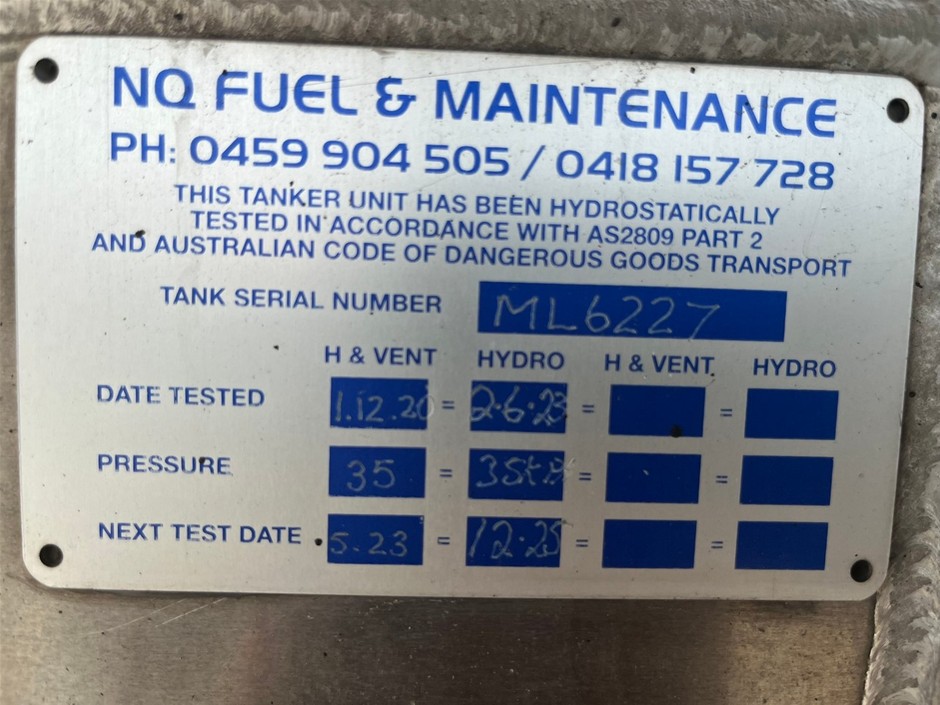 NQ FUEL & MAINTENANCE
PH: 0459 904 505 / 0418 157 728
THIS TANKER UNIT HAS BEEN HYDROSTATICALLY
TESTED IN ACCORDANCE WITH AS2809 PART 2
AND AUSTRALIAN CODE OF DANGEROUS GOODS TRANSPORT
TANK SERIAL NUMBER ML6227
H & VENT HYDRO H & VENT HYDRO
DATE TESTED 1.12.20 = 2.6.23 = =
PRESSURE 35 = = =
NEXT TEST DATE 5.23 = 12.25 = =